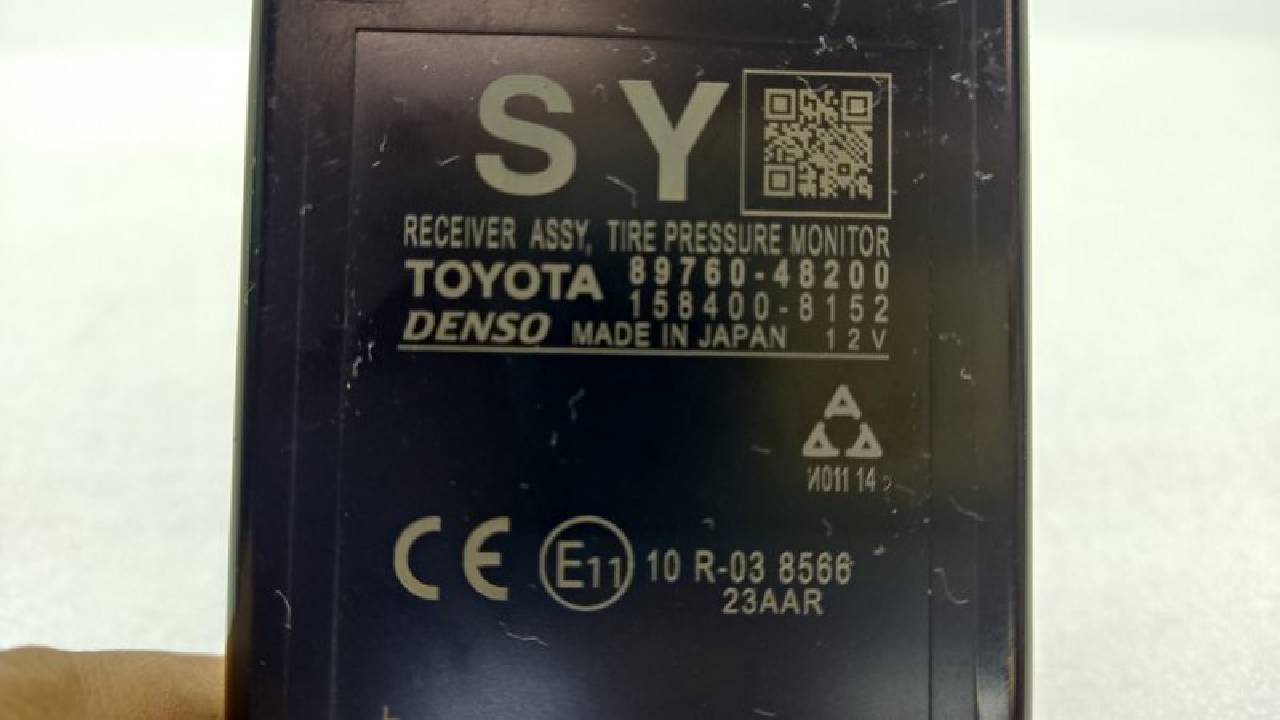 SY
RECEIVER ASSY, TIRE PRESSURE MONITOR
TOYOTA 89760-48200
158400-8152
DENSO MADE IN JAPAN 12V
И011 14
CE E11 10 R-03 8566
23AAR